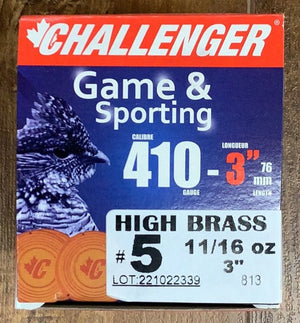 CHALLENGER
Game &
Sporting
CALIBRE LONGUEUR
410 - 3" 76 mm
GAUGE LENGTH
HIGH BRASS
#5 11/16 oz
3"
LOT:221022339 813
C
C